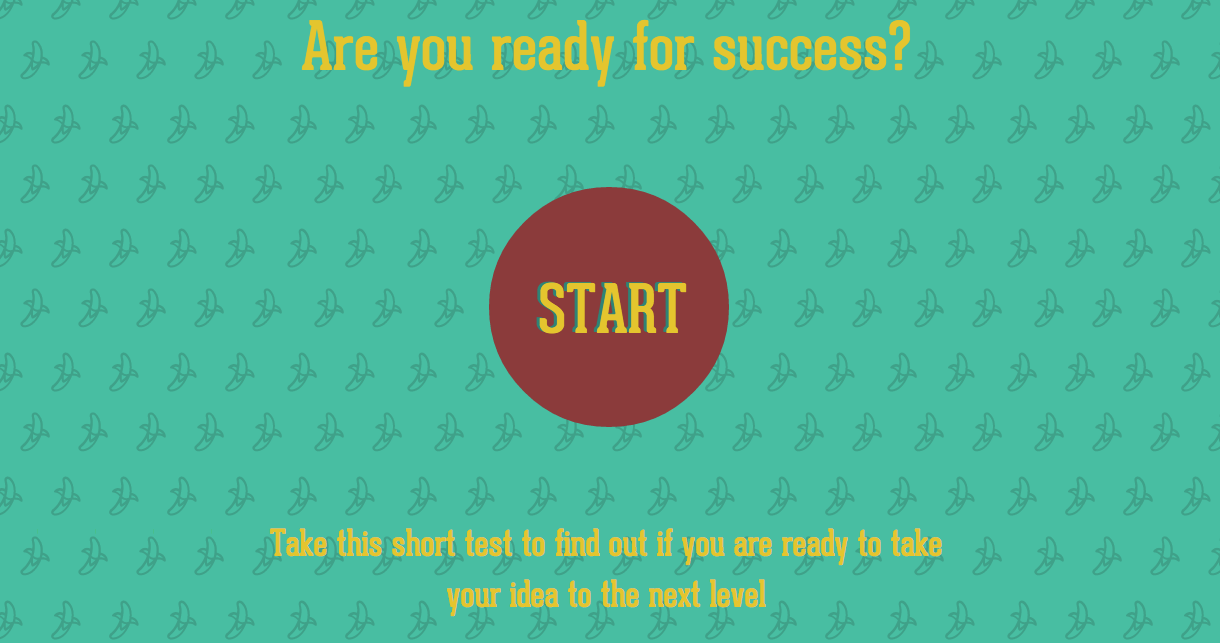 Are you ready for success?
START
Take this short test to find out if you are ready to take
your idea to the next level